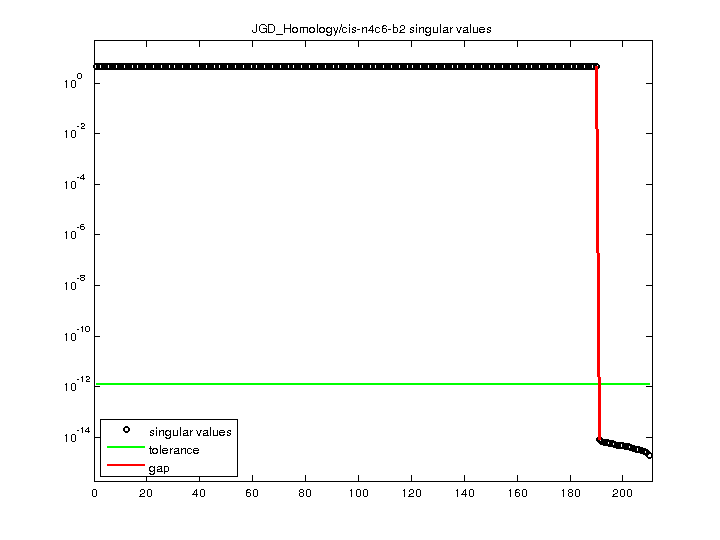 JGD_Homology/cis-n4c6-b2 singular values
10^0
10^-2
10^-4
10^-6
10^-8
10^-10
10^-12
10^-14
singular values
tolerance
gap
0 20 40 60 80 100 120 140 160 180 200